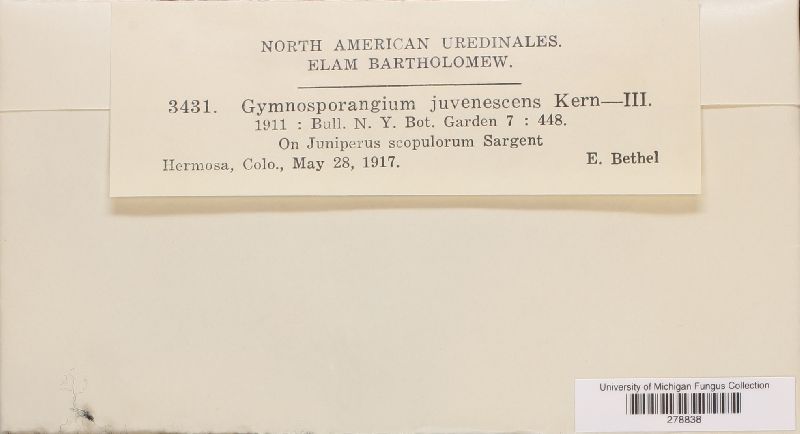 NORTH AMERICAN UREDINALES.
ELAM BARTHOLOMEW.
3431. Gymnosporangium juvenescens Kern—III.
1911 : Bull. N. Y. Bot. Garden 7 : 448.
On Juniperus scopulorum Sargent
Hermosa, Colo., May 28, 1917. E. Bethel
University of Michigan Fungus Collection
278838